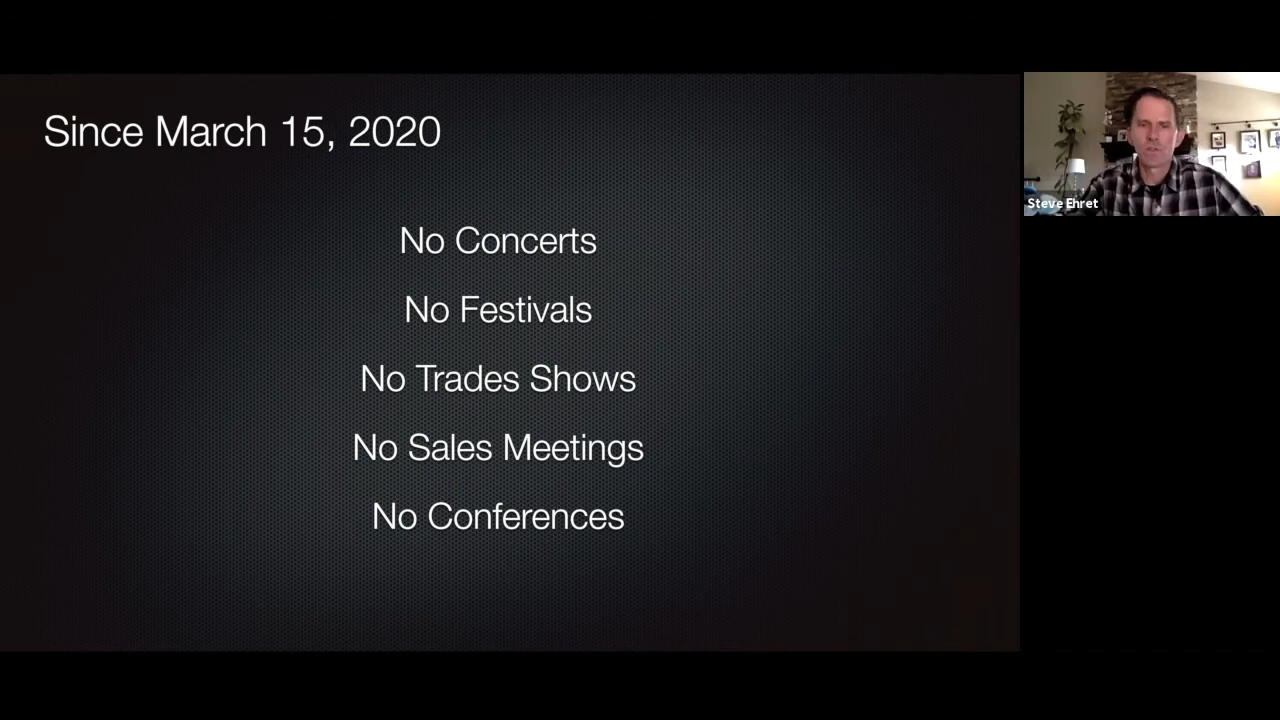 Since March 15, 2020
No Concerts
No Festivals
No Trades Shows
No Sales Meetings
No Conferences
Steve Ehret